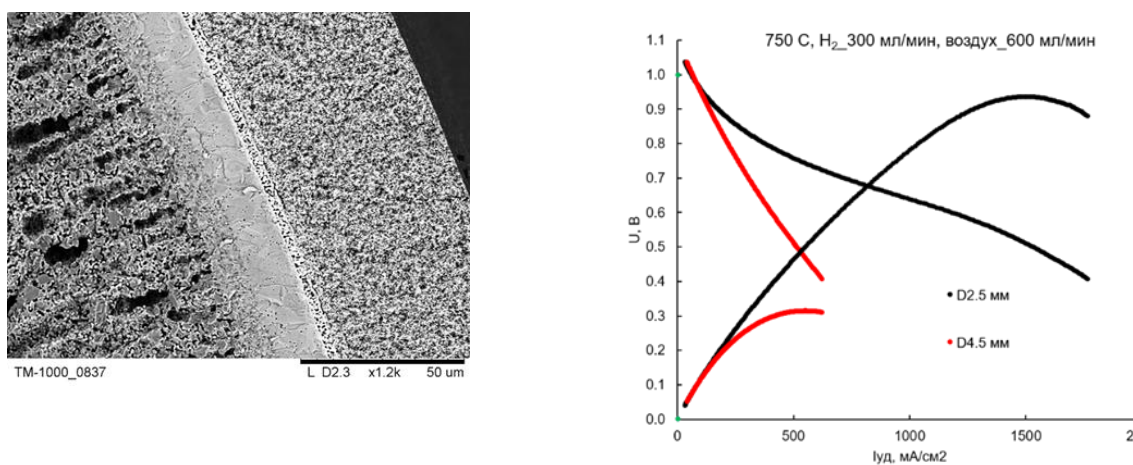 TM-1000_0837
L D2.3 x1.2k 50 um
750 C, H2_300 мл/мин, воздух_600 мл/мин
1.1
1.0
0.9
0.8
0.7
0.6
0.5
0.4
0.3
0.2
0.1
0.0
U, В
D2.5 мм
D4.5 мм
0 500 1000 1500 2
Iуд, мА/см2